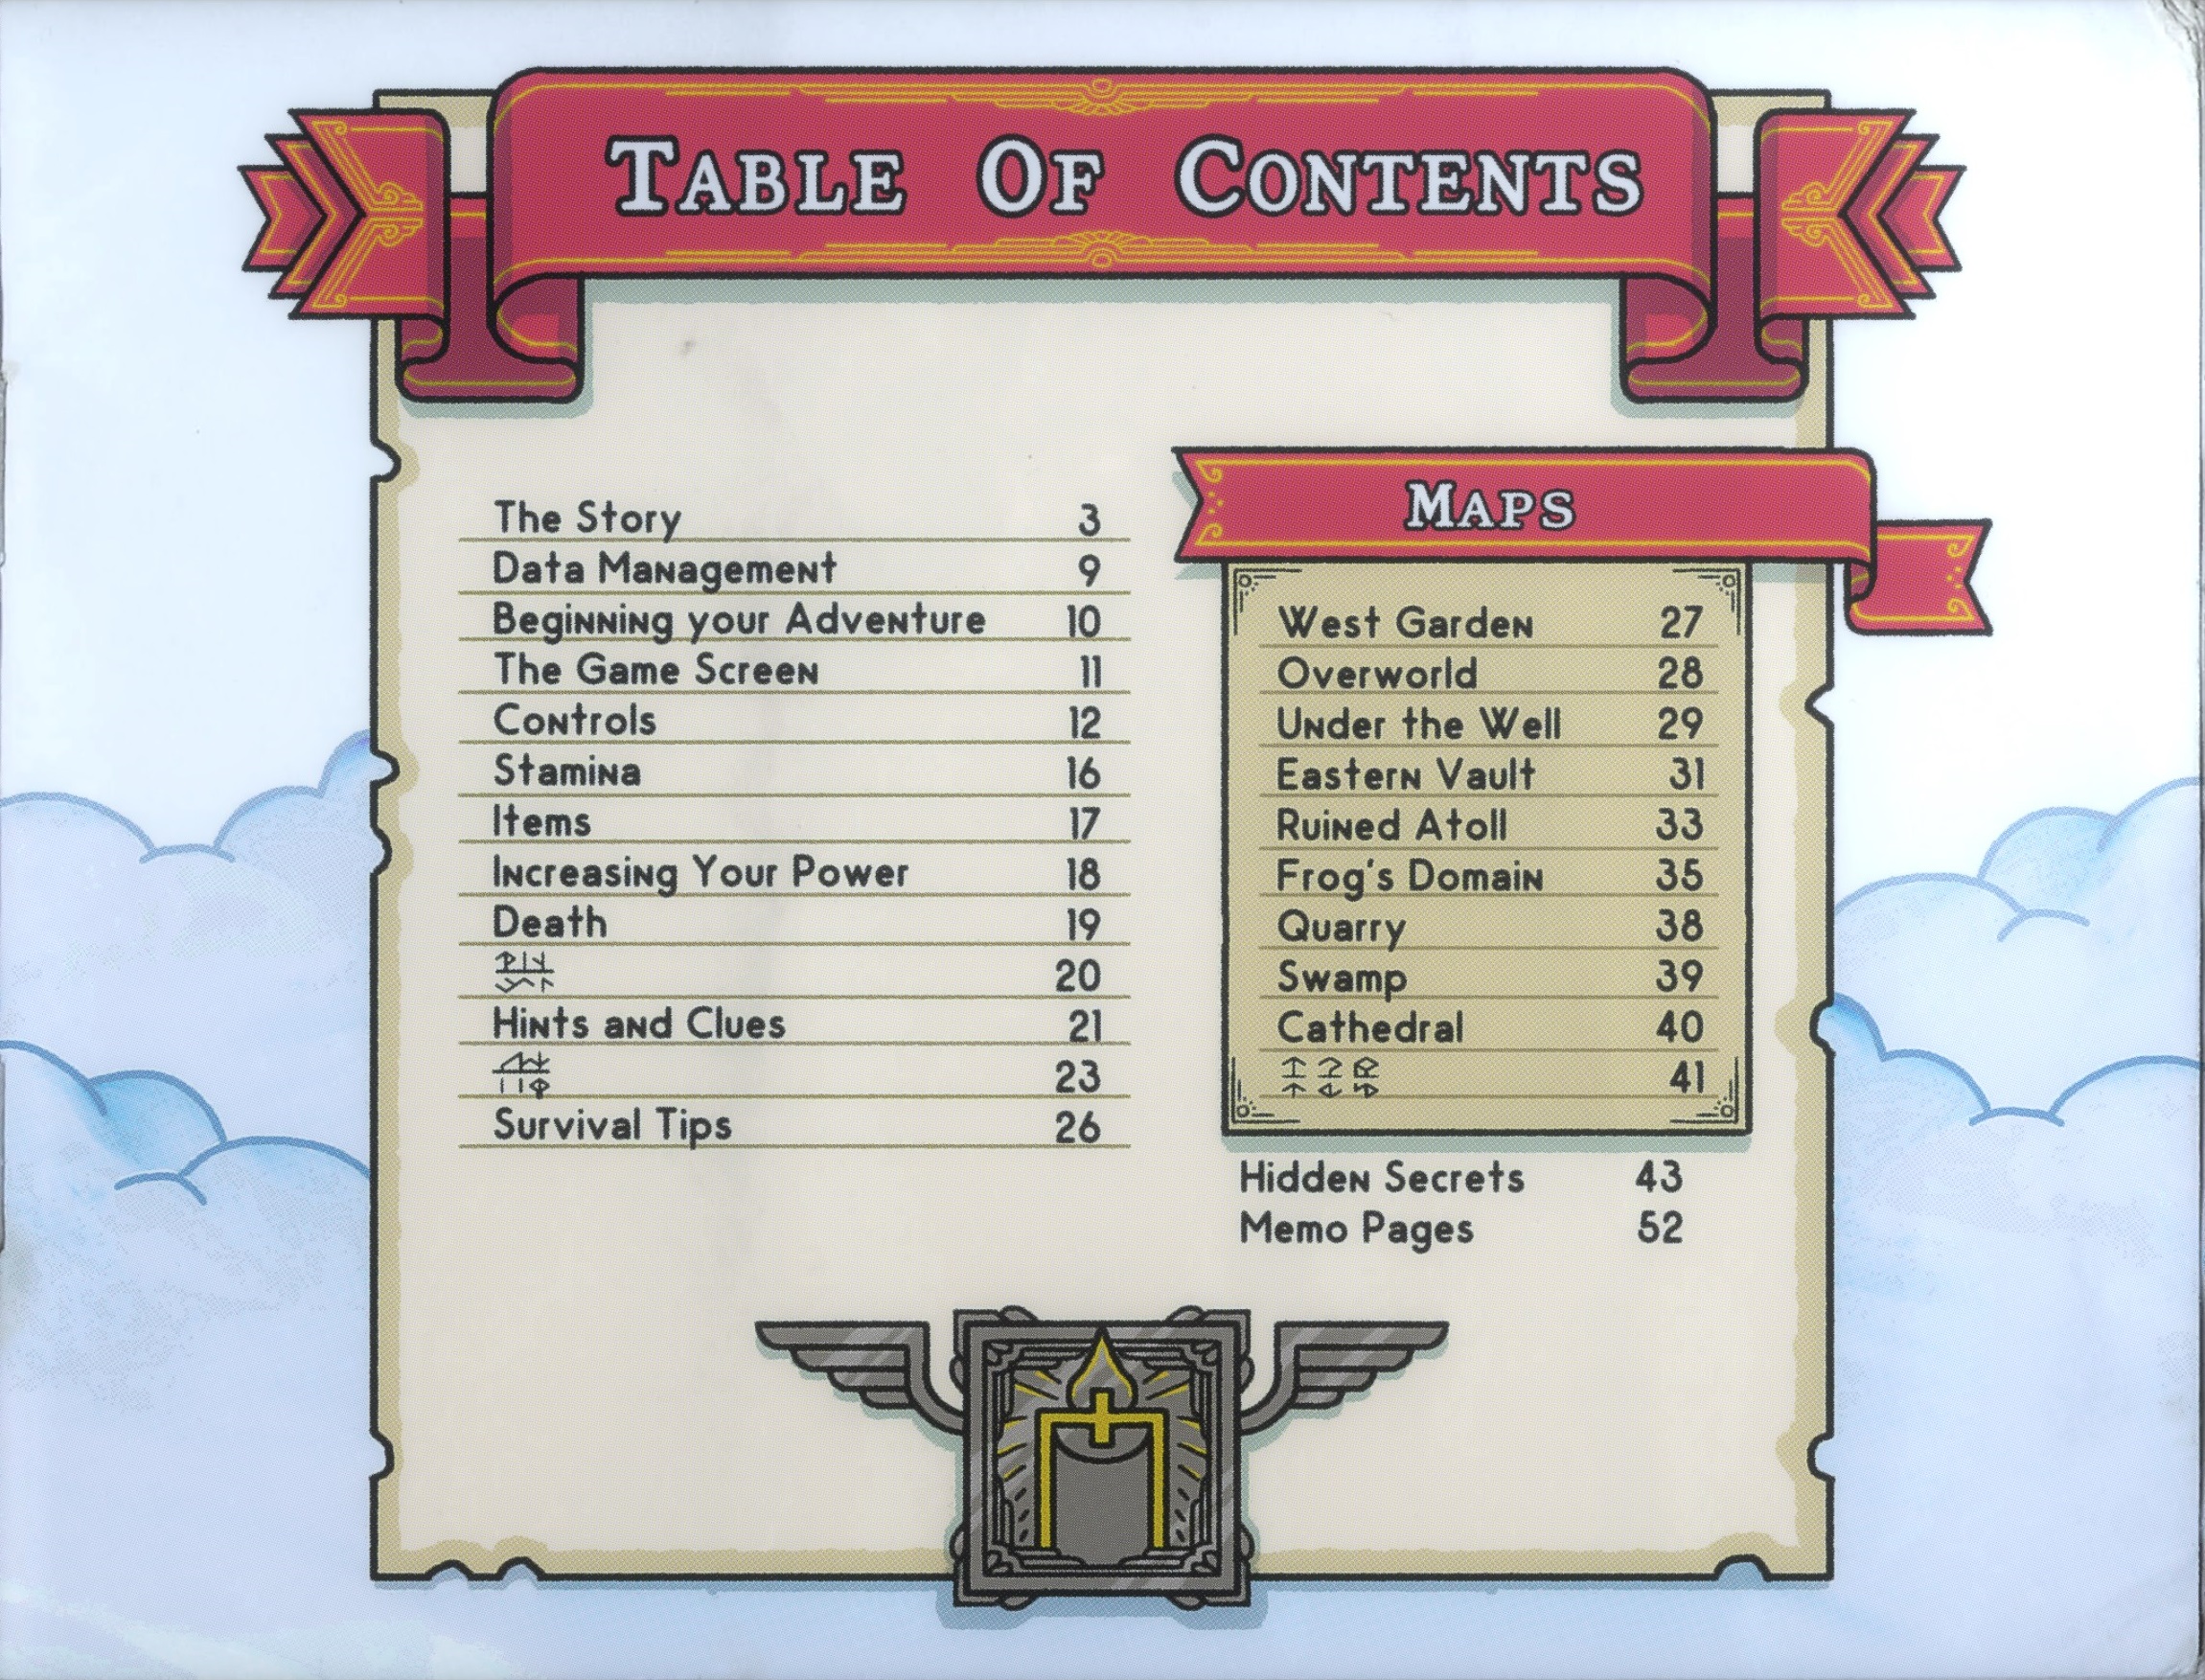 Table Of Contents
The Story 3
Data Management 9
Beginning your Adventure 10
The Game Screen 11
Controls 12
Stamina 16
Items 17
Increasing Your Power 18
Death 19
20
Hints and Clues 21
23
Survival Tips 26
Maps
West Garden 27
Overworld 28
Under the Well 29
Eastern Vault 31
Ruined Atoll 33
Frog's Domain 35
Quarry 38
Swamp 39
Cathedral 40
41
Hidden Secrets 43
Memo Pages 52